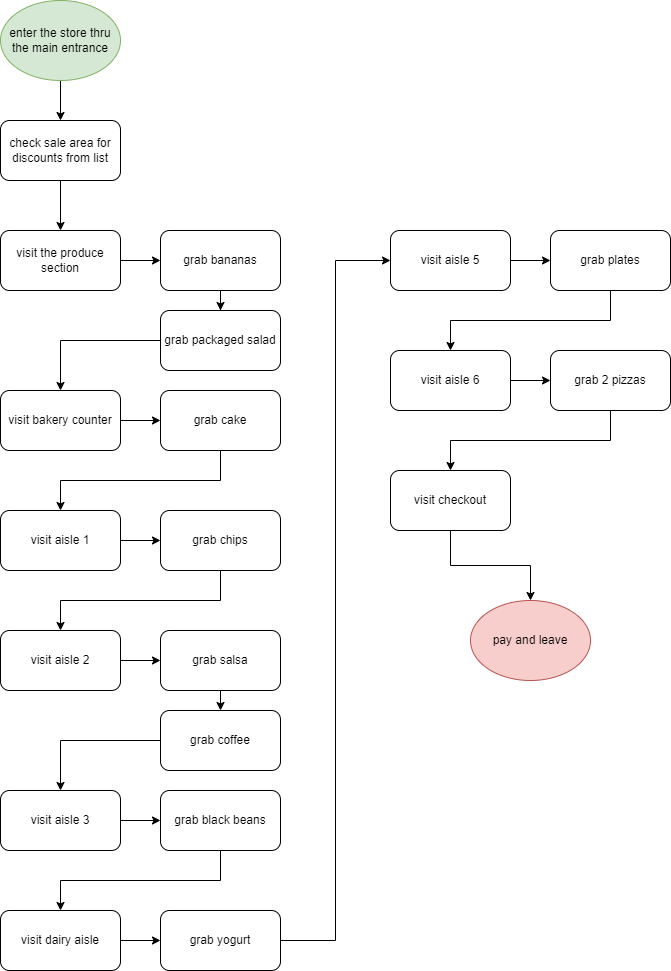 enter the store thru
the main entrance
check sale area for
discounts from list
visit the produce
section
grab bananas
grab packaged salad
visit bakery counter
grab cake
visit aisle 1
grab chips
visit aisle 2
grab salsa
grab coffee
visit aisle 3
grab black beans
visit dairy aisle
grab yogurt
visit aisle 5
grab plates
visit aisle 6
grab 2 pizzas
visit checkout
pay and leave